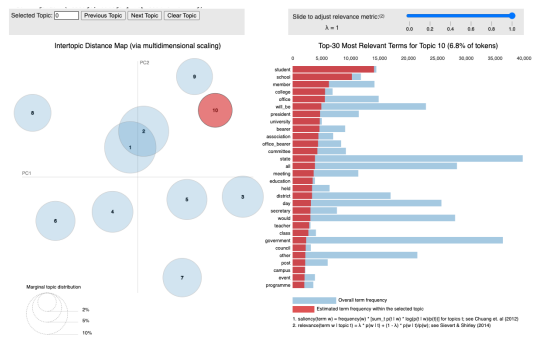 Selected Topic: 0 Previous Topic Next Topic Clear Topic
Slide to adjust relevance metric:(2)
λ = 1
0.0 0.2 0.4 0.6 0.8 1.0
Intertopic Distance Map (via multidimensional scaling)
PC2
PC1
9
8
10
2
1
5
3
4
6
7
Marginal topic distribution
2%
5%
10%
Top-30 Most Relevant Terms for Topic 10 (6.8% of tokens)
0 5,000 10,000 15,000 20,000 25,000 30,000 35,000 40,000
student
school
member
college
office
will_be
president
university
bearer
association
office_bearer
committee
state
all
meeting
education
held
district
day
secretary
would
teacher
class
government
council
other
post
campus
event
programme
Overall term frequency
Estimated term frequency within the selected topic
1. saliency(term w) = frequency(w) * [sum_t p(t | w) * log(p(t | w)/p(t))] for topics t; see Chuang et. al (2012)
2. relevance(term w | topic t) = λ * p(w | t) + (1 - λ) * p(w | t)/p(w); see Sievert & Shirley (2014)